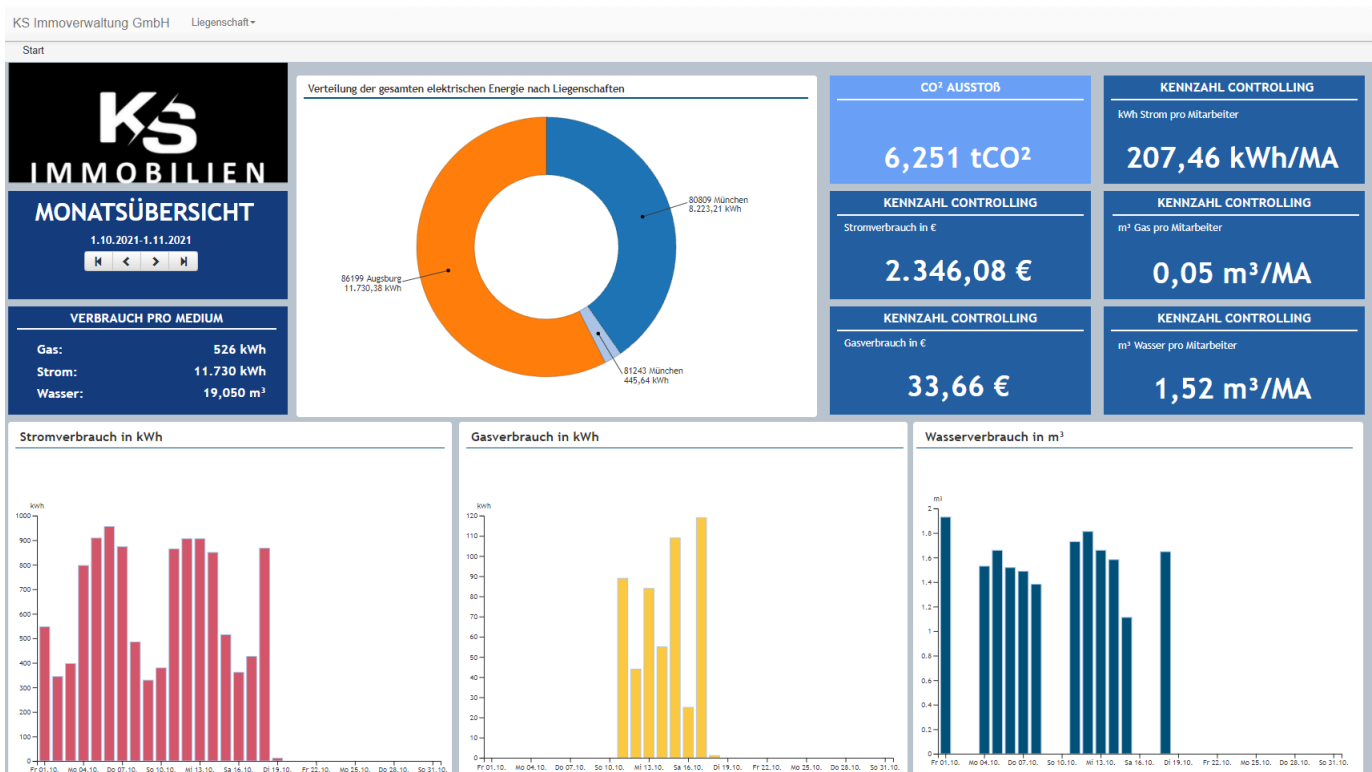 KS Immoverwaltung GmbH Liegenschaft
Start
KS
IMMOBILIEN
MONATSÜBERSICHT
1.10.2021-1.11.2021
VERBRAUCH PRO MEDIUM
Gas: 526 kWh
Strom: 11.730 kWh
Wasser: 19,050 m³
Verteilung der gesamten elektrischen Energie nach Liegenschaften
80809 München
8.223,21 kWh
86199 Augsburg
11.730,38 kWh
81243 München
445,64 kWh
CO² AUSSTOß
6,251 tCO²
KENNZAHL CONTROLLING
kWh Strom pro Mitarbeiter
207,46 kWh/MA
KENNZAHL CONTROLLING
Stromverbrauch in €
2.346,08 €
KENNZAHL CONTROLLING
m³ Gas pro Mitarbeiter
0,05 m³/MA
KENNZAHL CONTROLLING
Gasverbrauch in €
33,66 €
KENNZAHL CONTROLLING
m³ Wasser pro Mitarbeiter
1,52 m³/MA
Stromverbrauch in kWh
kWh
1000
900
800
700
600
500
400
300
200
100
0
Fr 01.10. Mo 04.10. Do 07.10. So 10.10. Mi 13.10. Sa 16.10. Di 19.10. Fr 22.10. Mo 25.10. Do 28.10. So 31.10.
Gasverbrauch in kWh
kWh
120
110
100
90
80
70
60
50
40
30
20
10
0
Fr 01.10. Mo 04.10. Do 07.10. So 10.10. Mi 13.10. Sa 16.10. Di 19.10. Fr 22.10. Mo 25.10. Do 28.10. So 31.10.
Wasserverbrauch in m³
m³
2
1.8
1.6
1.4
1.2
1
0.8
0.6
0.4
0.2
0
Fr 01.10. Mo 04.10. Do 07.10. So 10.10. Mi 13.10. Sa 16.10. Di 19.10. Fr 22.10. Mo 25.10. Do 28.10. So 31.10.